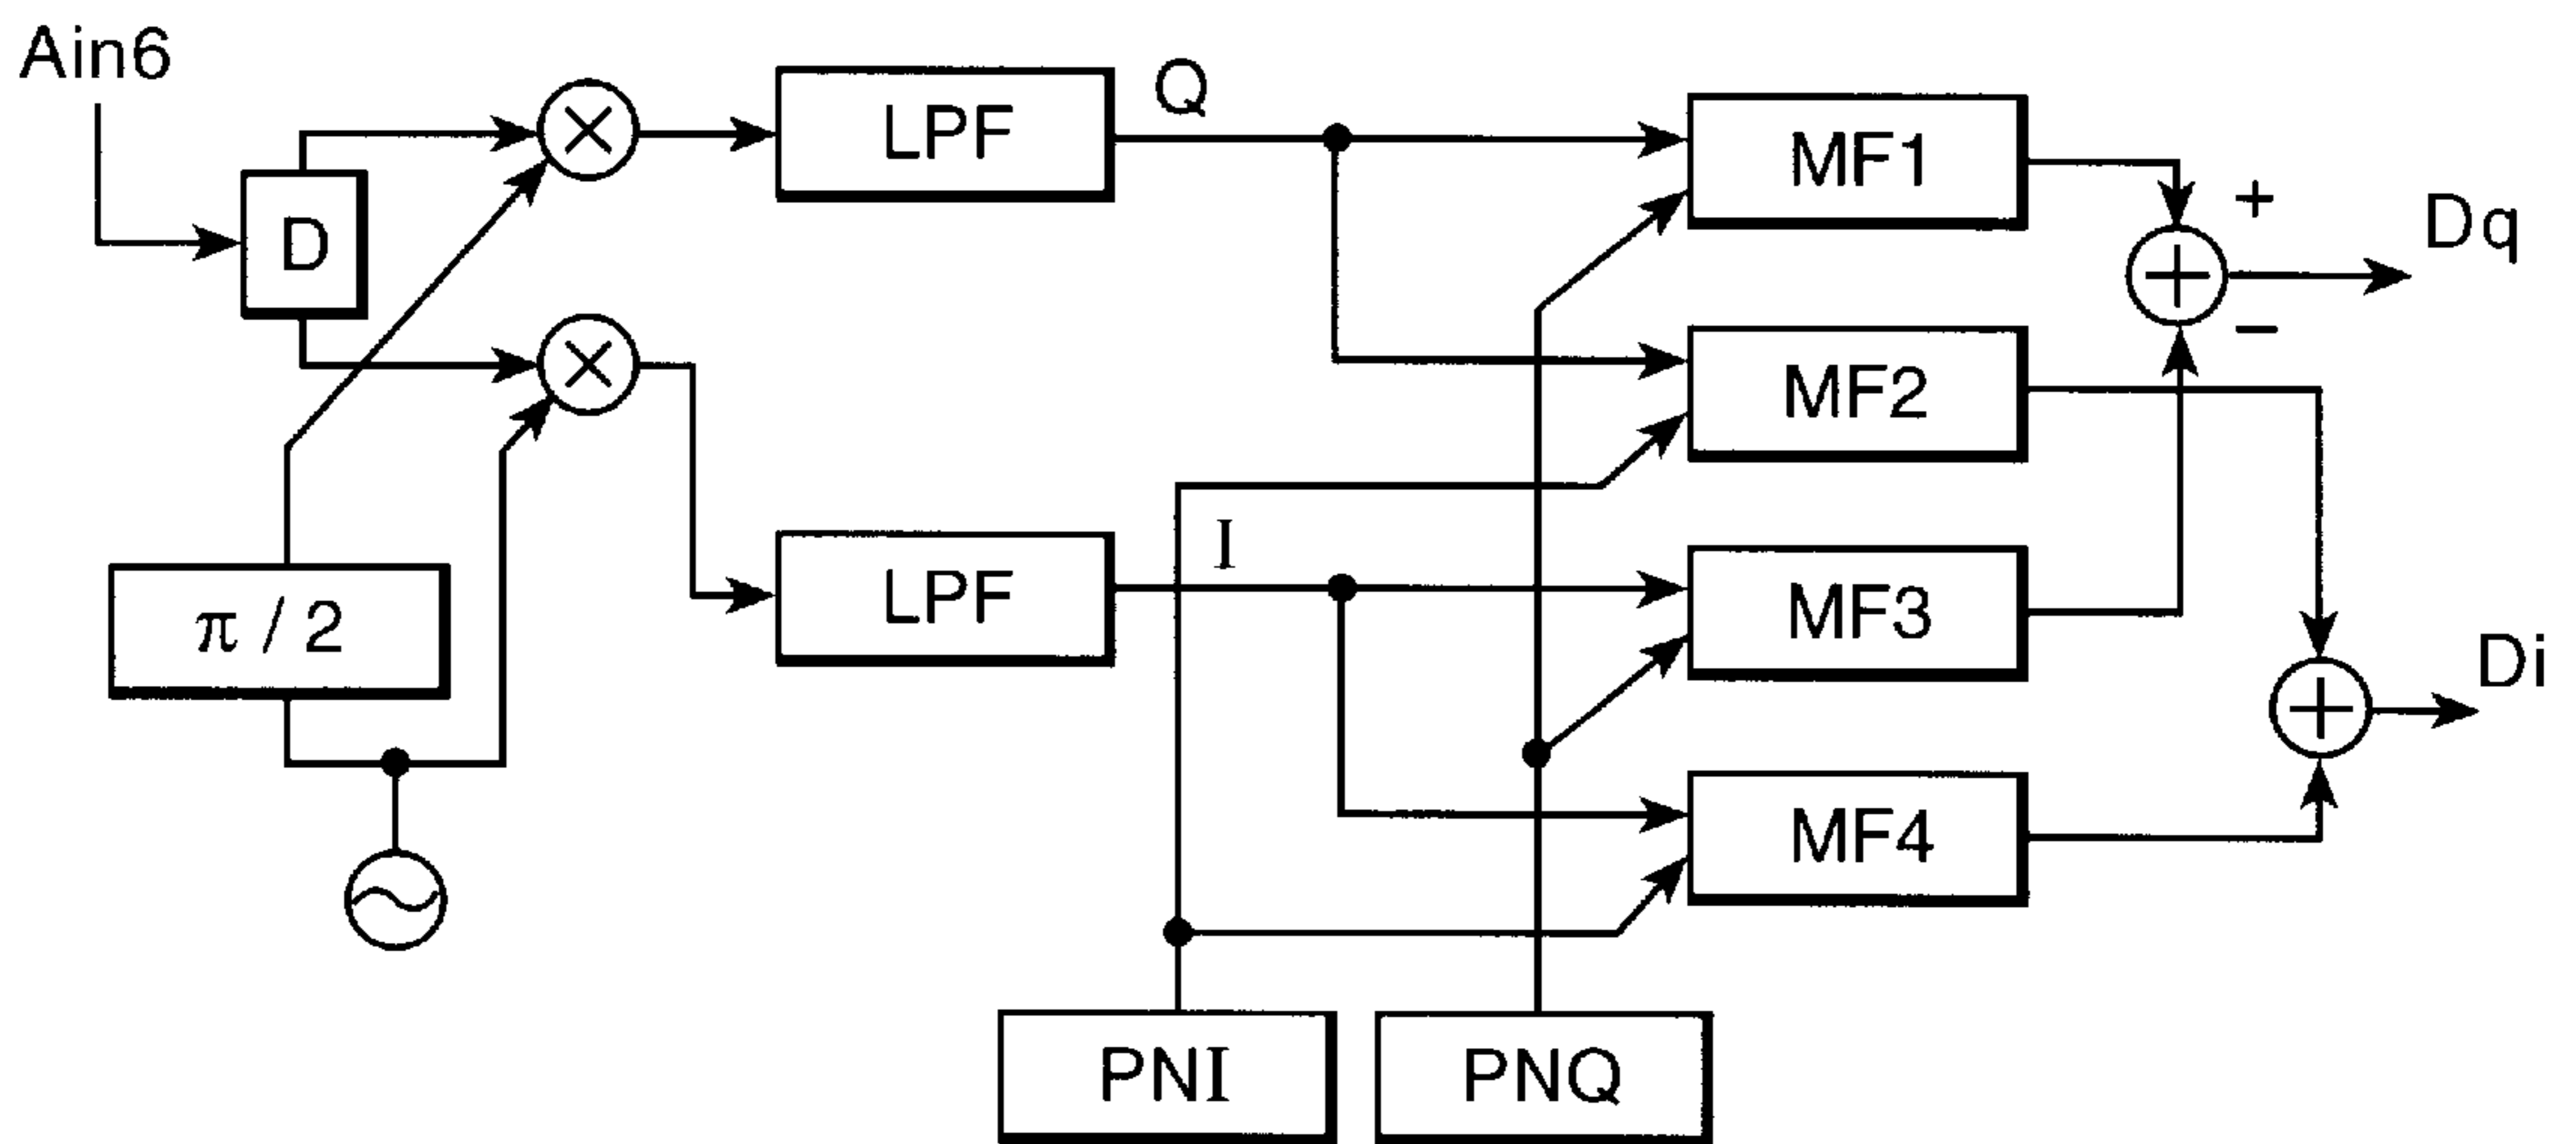 Ain6
D
LPF
Q
MF1
+
Dq
−
MF2
I
LPF
π / 2
MF3
Di
MF4
PNI
PNQ